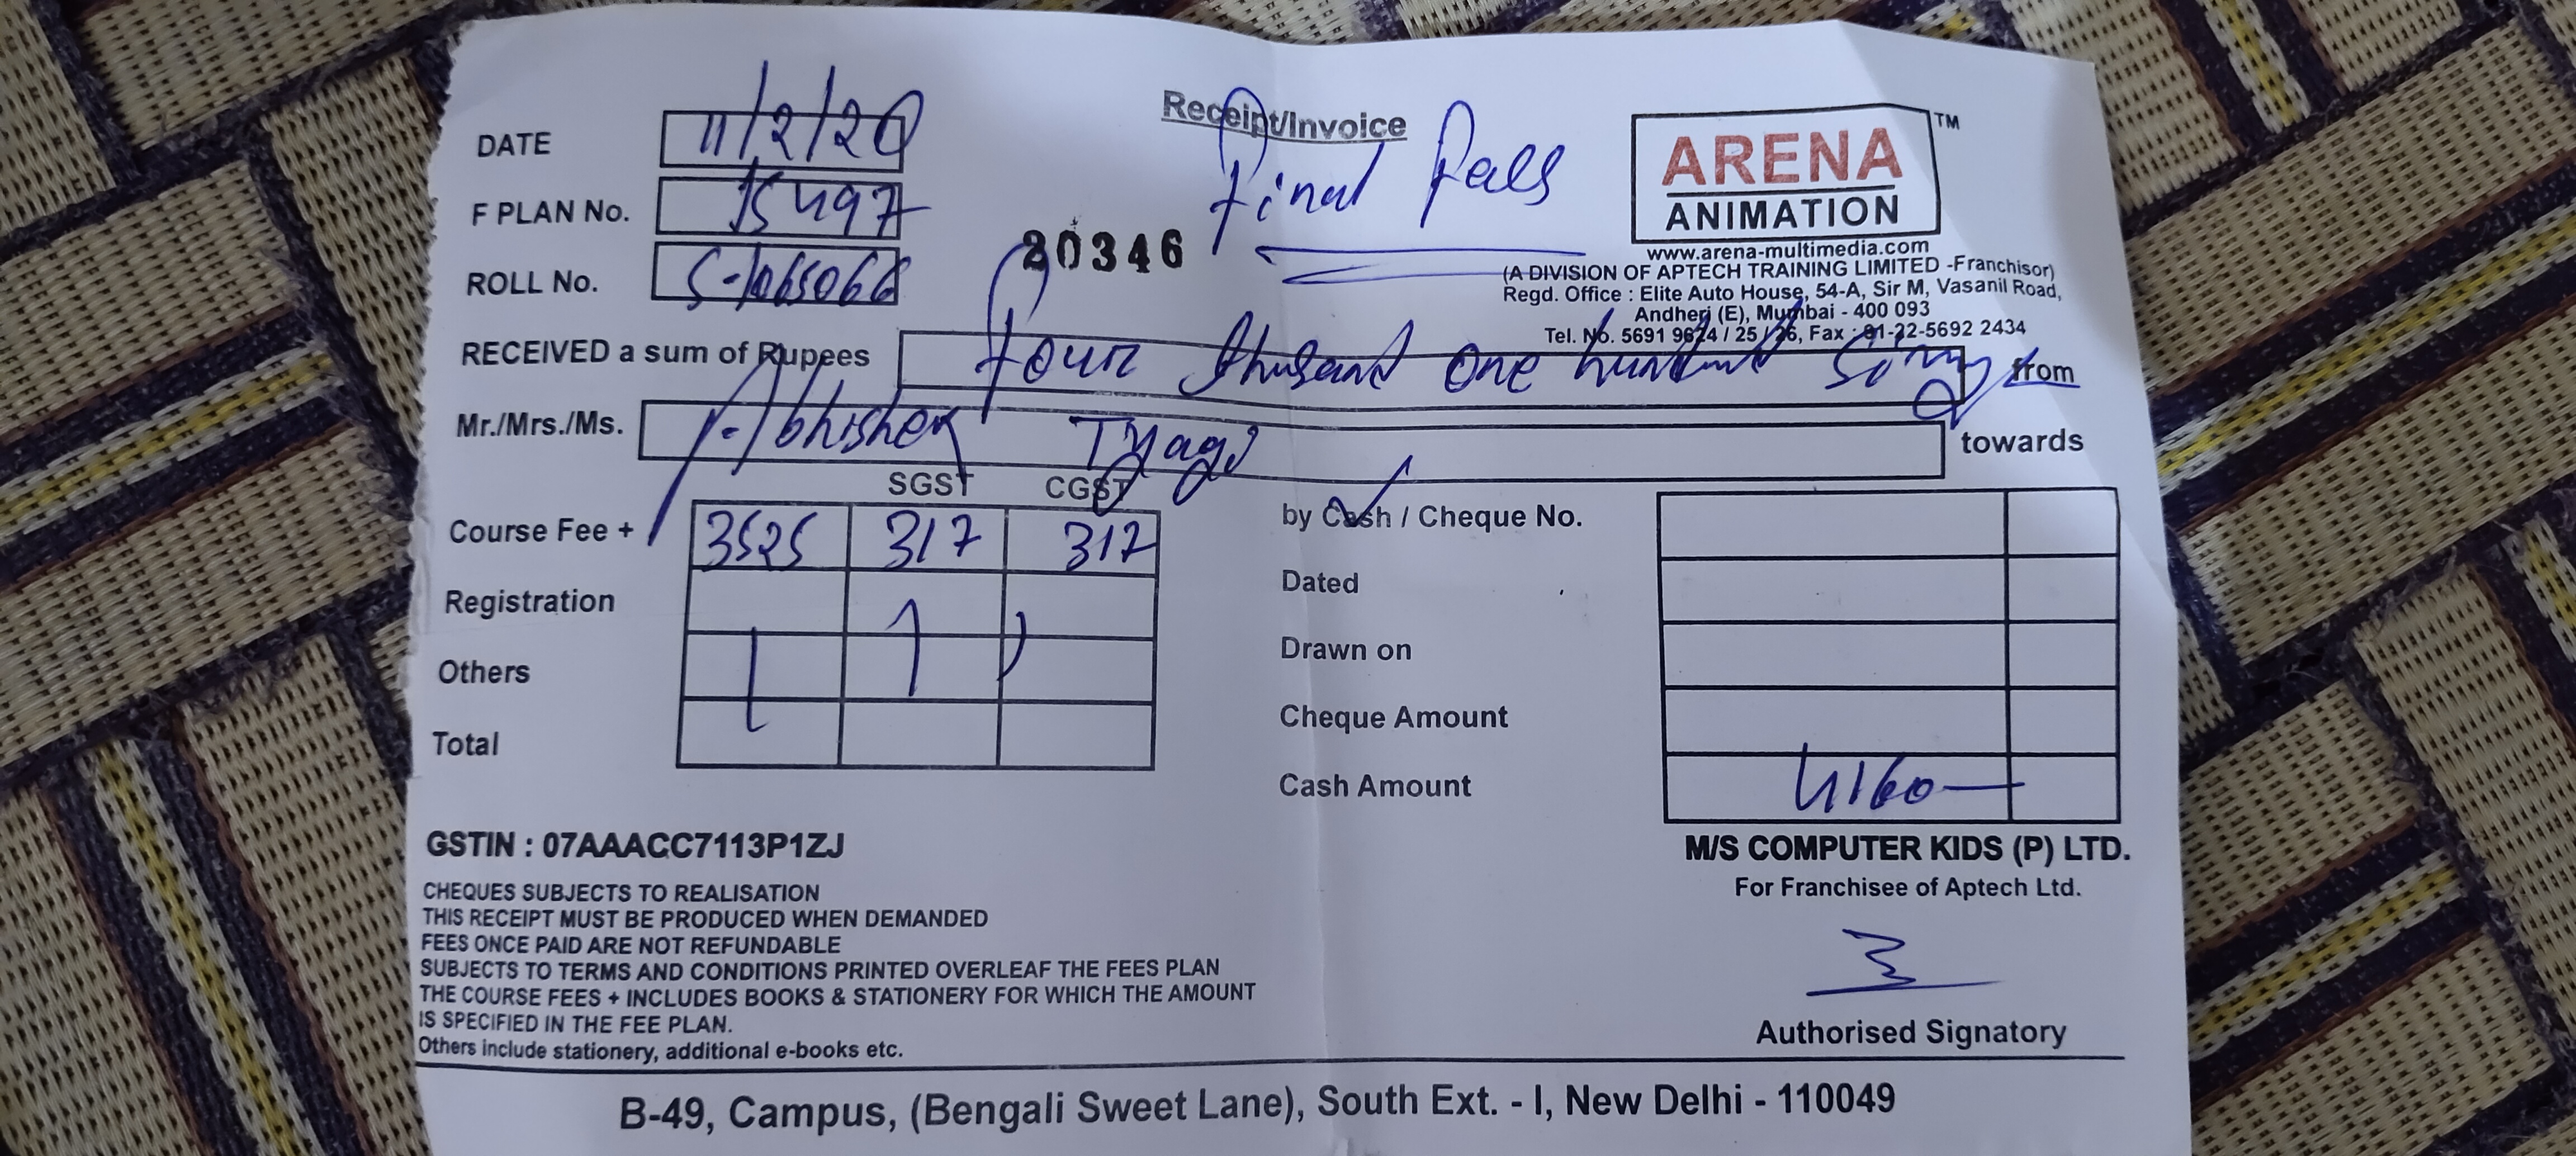 Receipt/Invoice
Final fees
DATE 11/2/20
F PLAN No. 15497
ROLL No. S-1065066
20346
ARENA TM
ANIMATION
www.arena-multimedia.com
(A DIVISION OF APTECH TRAINING LIMITED -Franchisor)
Regd. Office : Elite Auto House, 54-A, Sir M, Vasanil Road,
Andheri (E), Mumbai - 400 093
Tel. No. 5691 9624 / 25 / 26, Fax : 91-22-5692 2434
RECEIVED a sum of Rupees four thusand one hundred from
Mr./Mrs./Ms. Abhishek Tyagi towards
SGST CGST
Course Fee + 3525 317 317
Registration
Others
Total
by Cash / Cheque No.
Dated
Drawn on
Cheque Amount
Cash Amount 4160
GSTIN : 07AAACC7113P1ZJ
CHEQUES SUBJECTS TO REALISATION
THIS RECEIPT MUST BE PRODUCED WHEN DEMANDED
FEES ONCE PAID ARE NOT REFUNDABLE
SUBJECTS TO TERMS AND CONDITIONS PRINTED OVERLEAF THE FEES PLAN
THE COURSE FEES + INCLUDES BOOKS & STATIONERY FOR WHICH THE AMOUNT
IS SPECIFIED IN THE FEE PLAN.
Others include stationery, additional e-books etc.
M/S COMPUTER KIDS (P) LTD.
For Franchisee of Aptech Ltd.
Authorised Signatory
B-49, Campus, (Bengali Sweet Lane), South Ext. - I, New Delhi - 110049